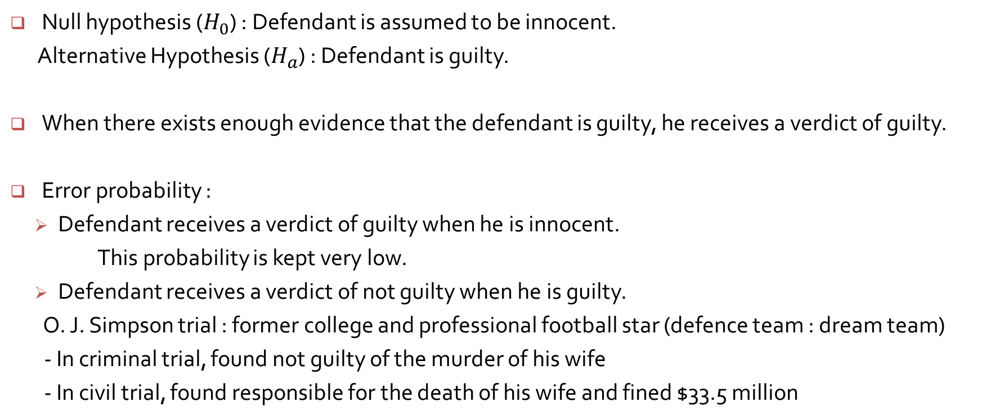 ❑ Null hypothesis (H₀) : Defendant is assumed to be innocent.
Alternative Hypothesis (Hₐ) : Defendant is guilty.
❑ When there exists enough evidence that the defendant is guilty, he receives a verdict of guilty.
❑ Error probability :
➢ Defendant receives a verdict of guilty when he is innocent.
This probability is kept very low.
➢ Defendant receives a verdict of not guilty when he is guilty.
O. J. Simpson trial : former college and professional football star (defence team : dream team)
- In criminal trial, found not guilty of the murder of his wife
- In civil trial, found responsible for the death of his wife and fined $33.5 million